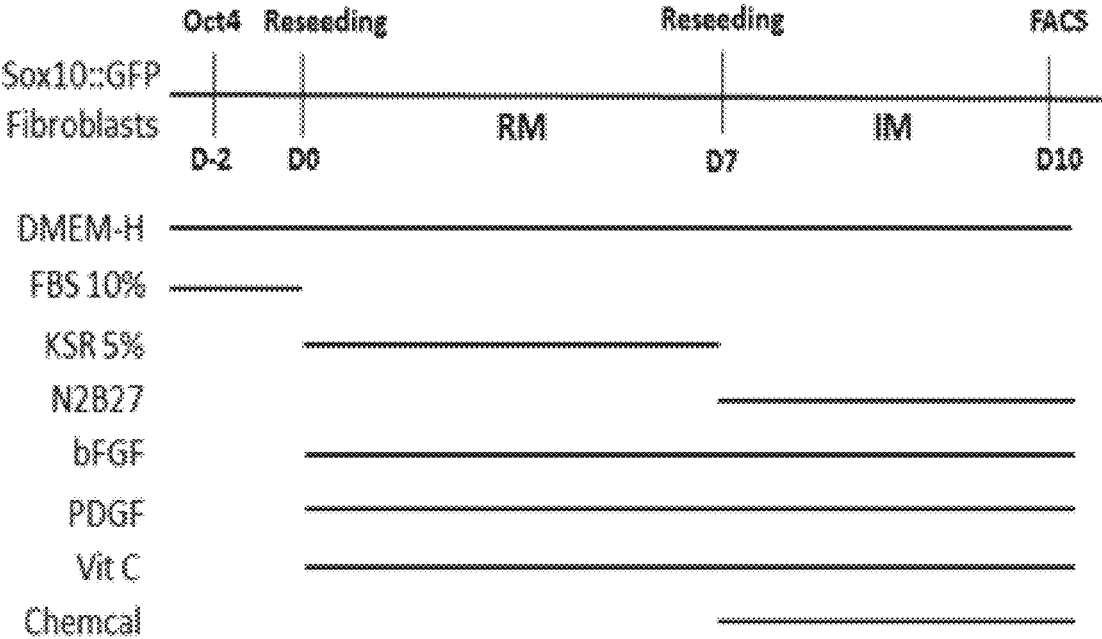 Oct4 Reseeding Reseeding FACS
Sox10::GFP
Fibroblasts
RM IM
D-2 D0 D7 D10
DMEM-H
FBS 10%
KSR 5%
N2B27
bFGF
PDGF
Vit C
Chemcal